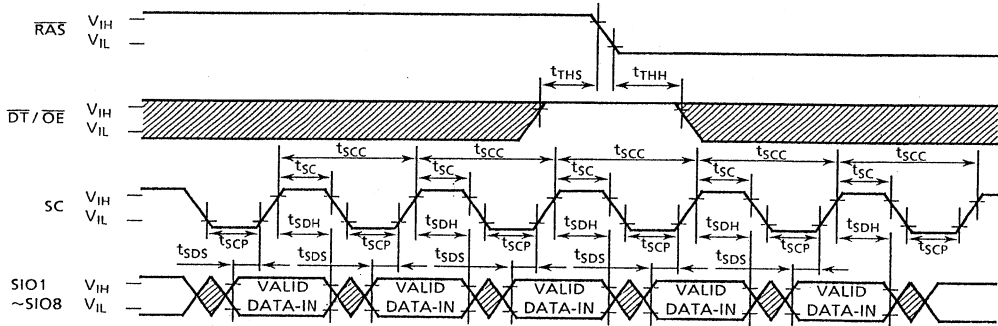 RAS VIH
VIL
tTHS tTHH
DT / OE VIH
VIL
tSCC tSCC tSCC tSCC tSCC
tSC tSC tSC tSC tSC
SC VIH
VIL
tSDH tSDH tSDH tSDH tSDH
tSCP tSCP tSCP tSCP tSCP tSCP
tSDS tSDS tSDS tSDS tSDS
SIO1 VIH VALID VALID VALID VALID VALID
~SIO8 VIL DATA-IN DATA-IN DATA-IN DATA-IN DATA-IN